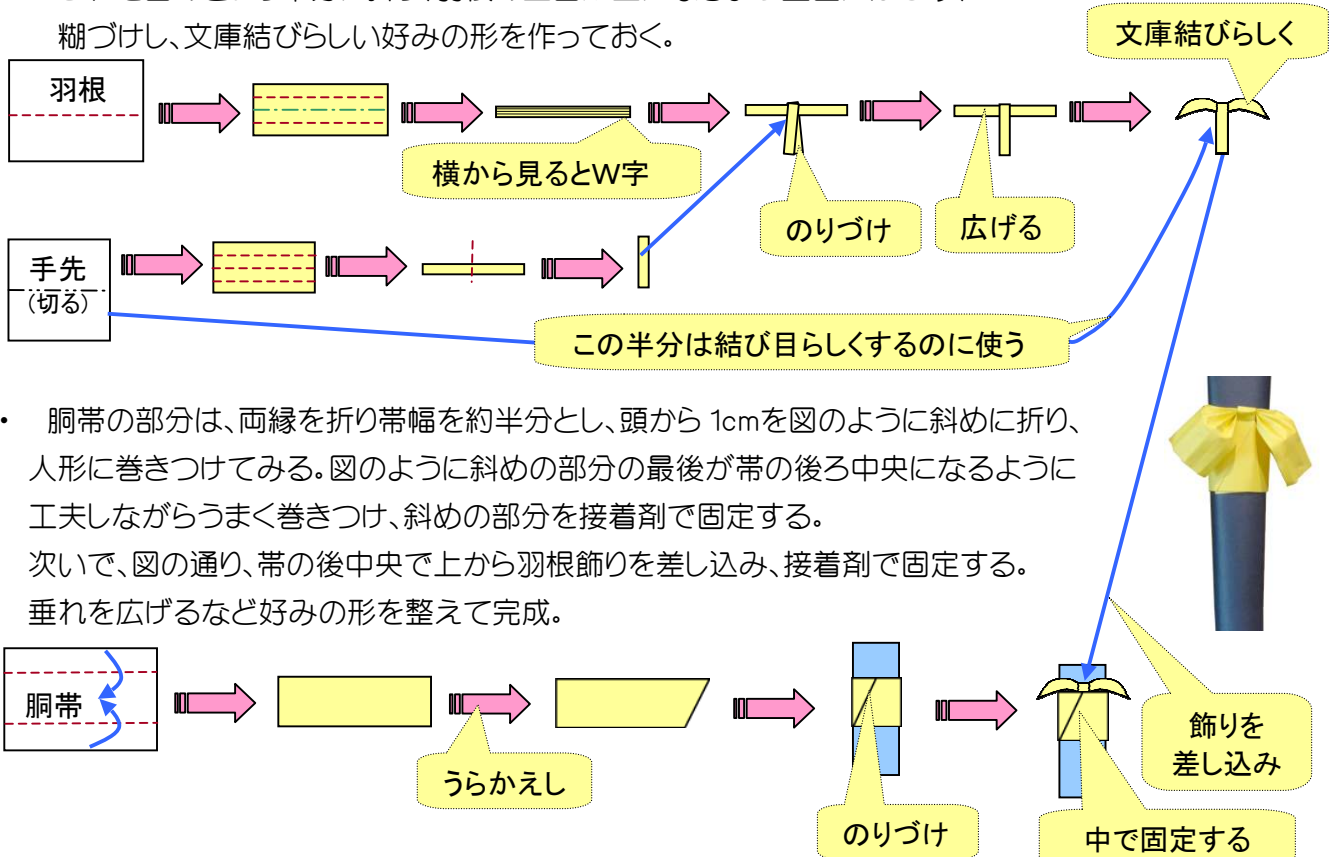 糊づけし、文庫結びらしい好みの形を作っておく。
文庫結びらしく
羽根
横から見るとW字
のりづけ
広げる
手先
(切る)
この半分は結び目らしくするのに使う
・ 胴帯の部分は、両縁を折り帯幅を約半分とし、頭から 1cmを図のように斜めに折り、
人形に巻きつけてみる。図のように斜めの部分の最後が帯の後ろ中央になるように
工夫しながらうまく巻きつけ、斜めの部分を接着剤で固定する。
次いで、図の通り、帯の後中央で上から羽根飾りを差し込み、接着剤で固定する。
垂れを広げるなど好みの形を整えて完成。
胴帯
うらかえし
のりづけ
飾りを
差し込み
中で固定する